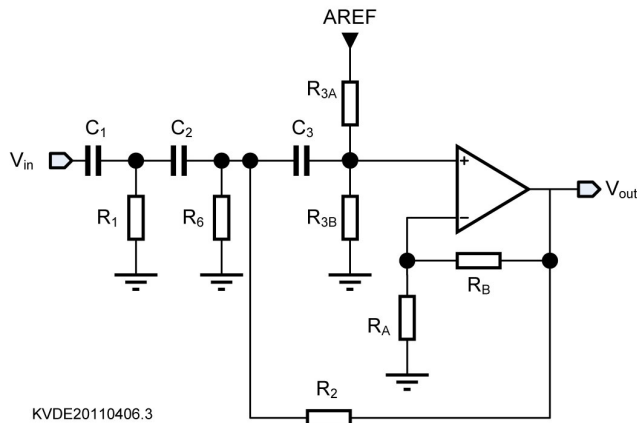 AREF
R3A
C1
C2
C3
Vin
+
Vout
R1
R6
R3B
−
RB
RA
R2
KVDE20110406.3